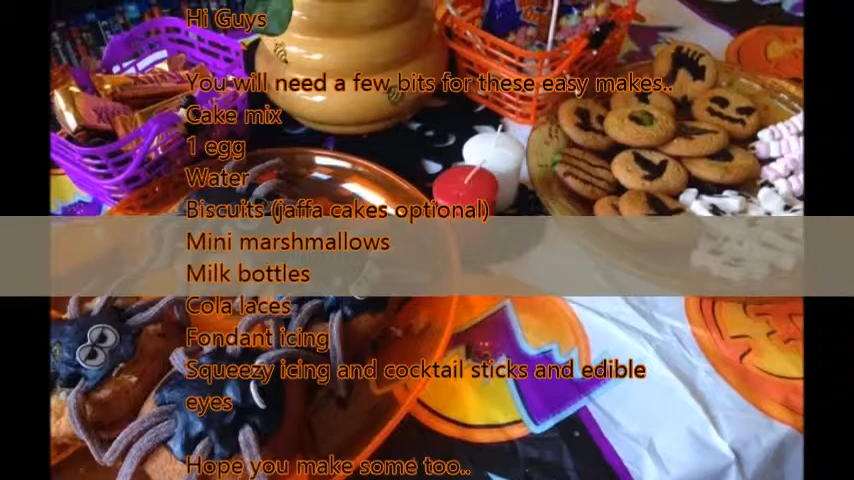 Hi Guys
You will need a few bits for these easy makes..
Cake mix
1 egg
Water
Biscuits (jaffa cakes optional)
Mini marshmallows
Milk bottles
Cola laces
Fondant icing
Squeezy icing and cocktail sticks and edible
eyes
Hope you make some too..